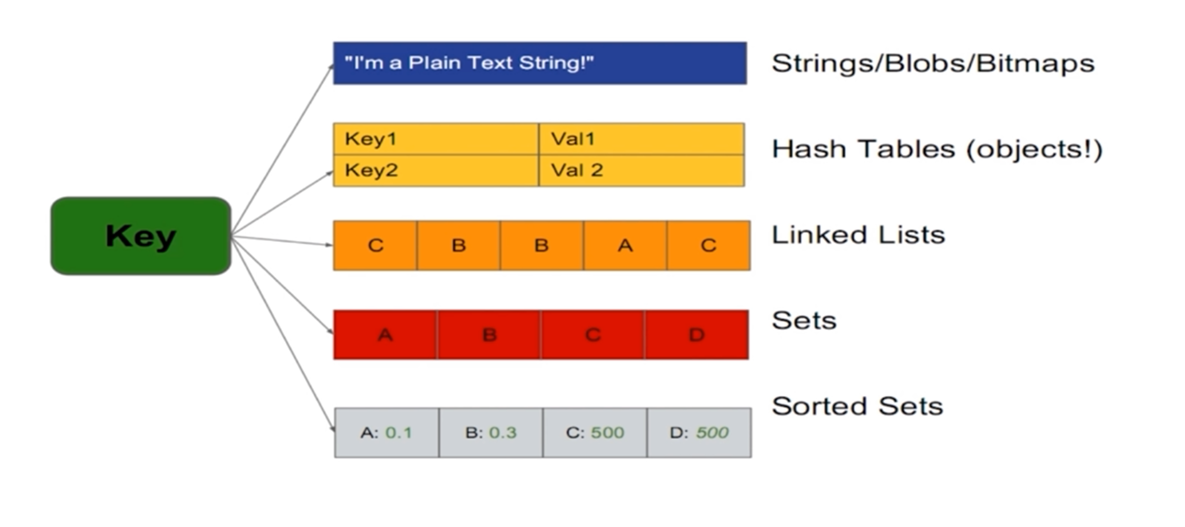 "I'm a Plain Text String!" Strings/Blobs/Bitmaps
Key1 Val1
Hash Tables (objects!)
Key2 Val 2
Key
C B B A C Linked Lists
A B C D Sets
Sorted Sets
A: 0.1 B: 0.3 C: 500 D: 500